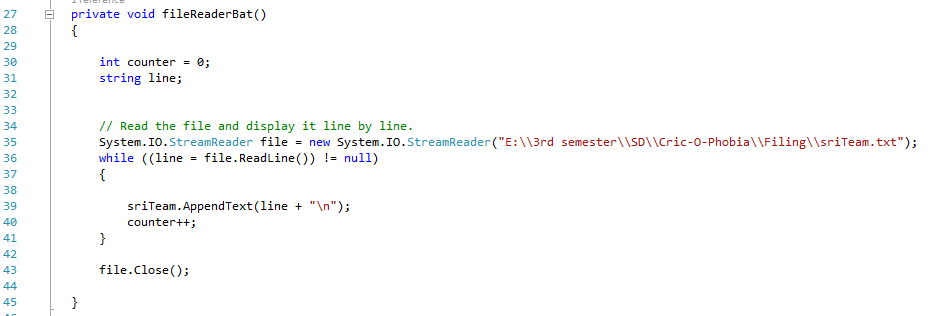 1 reference
27 private void fileReaderBat()
28 {
29
30 int counter = 0;
31 string line;
32
33
34 // Read the file and display it line by line.
35 System.IO.StreamReader file = new System.IO.StreamReader("E:\\3rd semester\\SD\\Cric-O-Phobia\\Filing\\sriTeam.txt");
36 while ((line = file.ReadLine()) != null)
37 {
38
39 sriTeam.AppendText(line + "\n");
40 counter++;
41 }
42
43 file.Close();
44
45 }